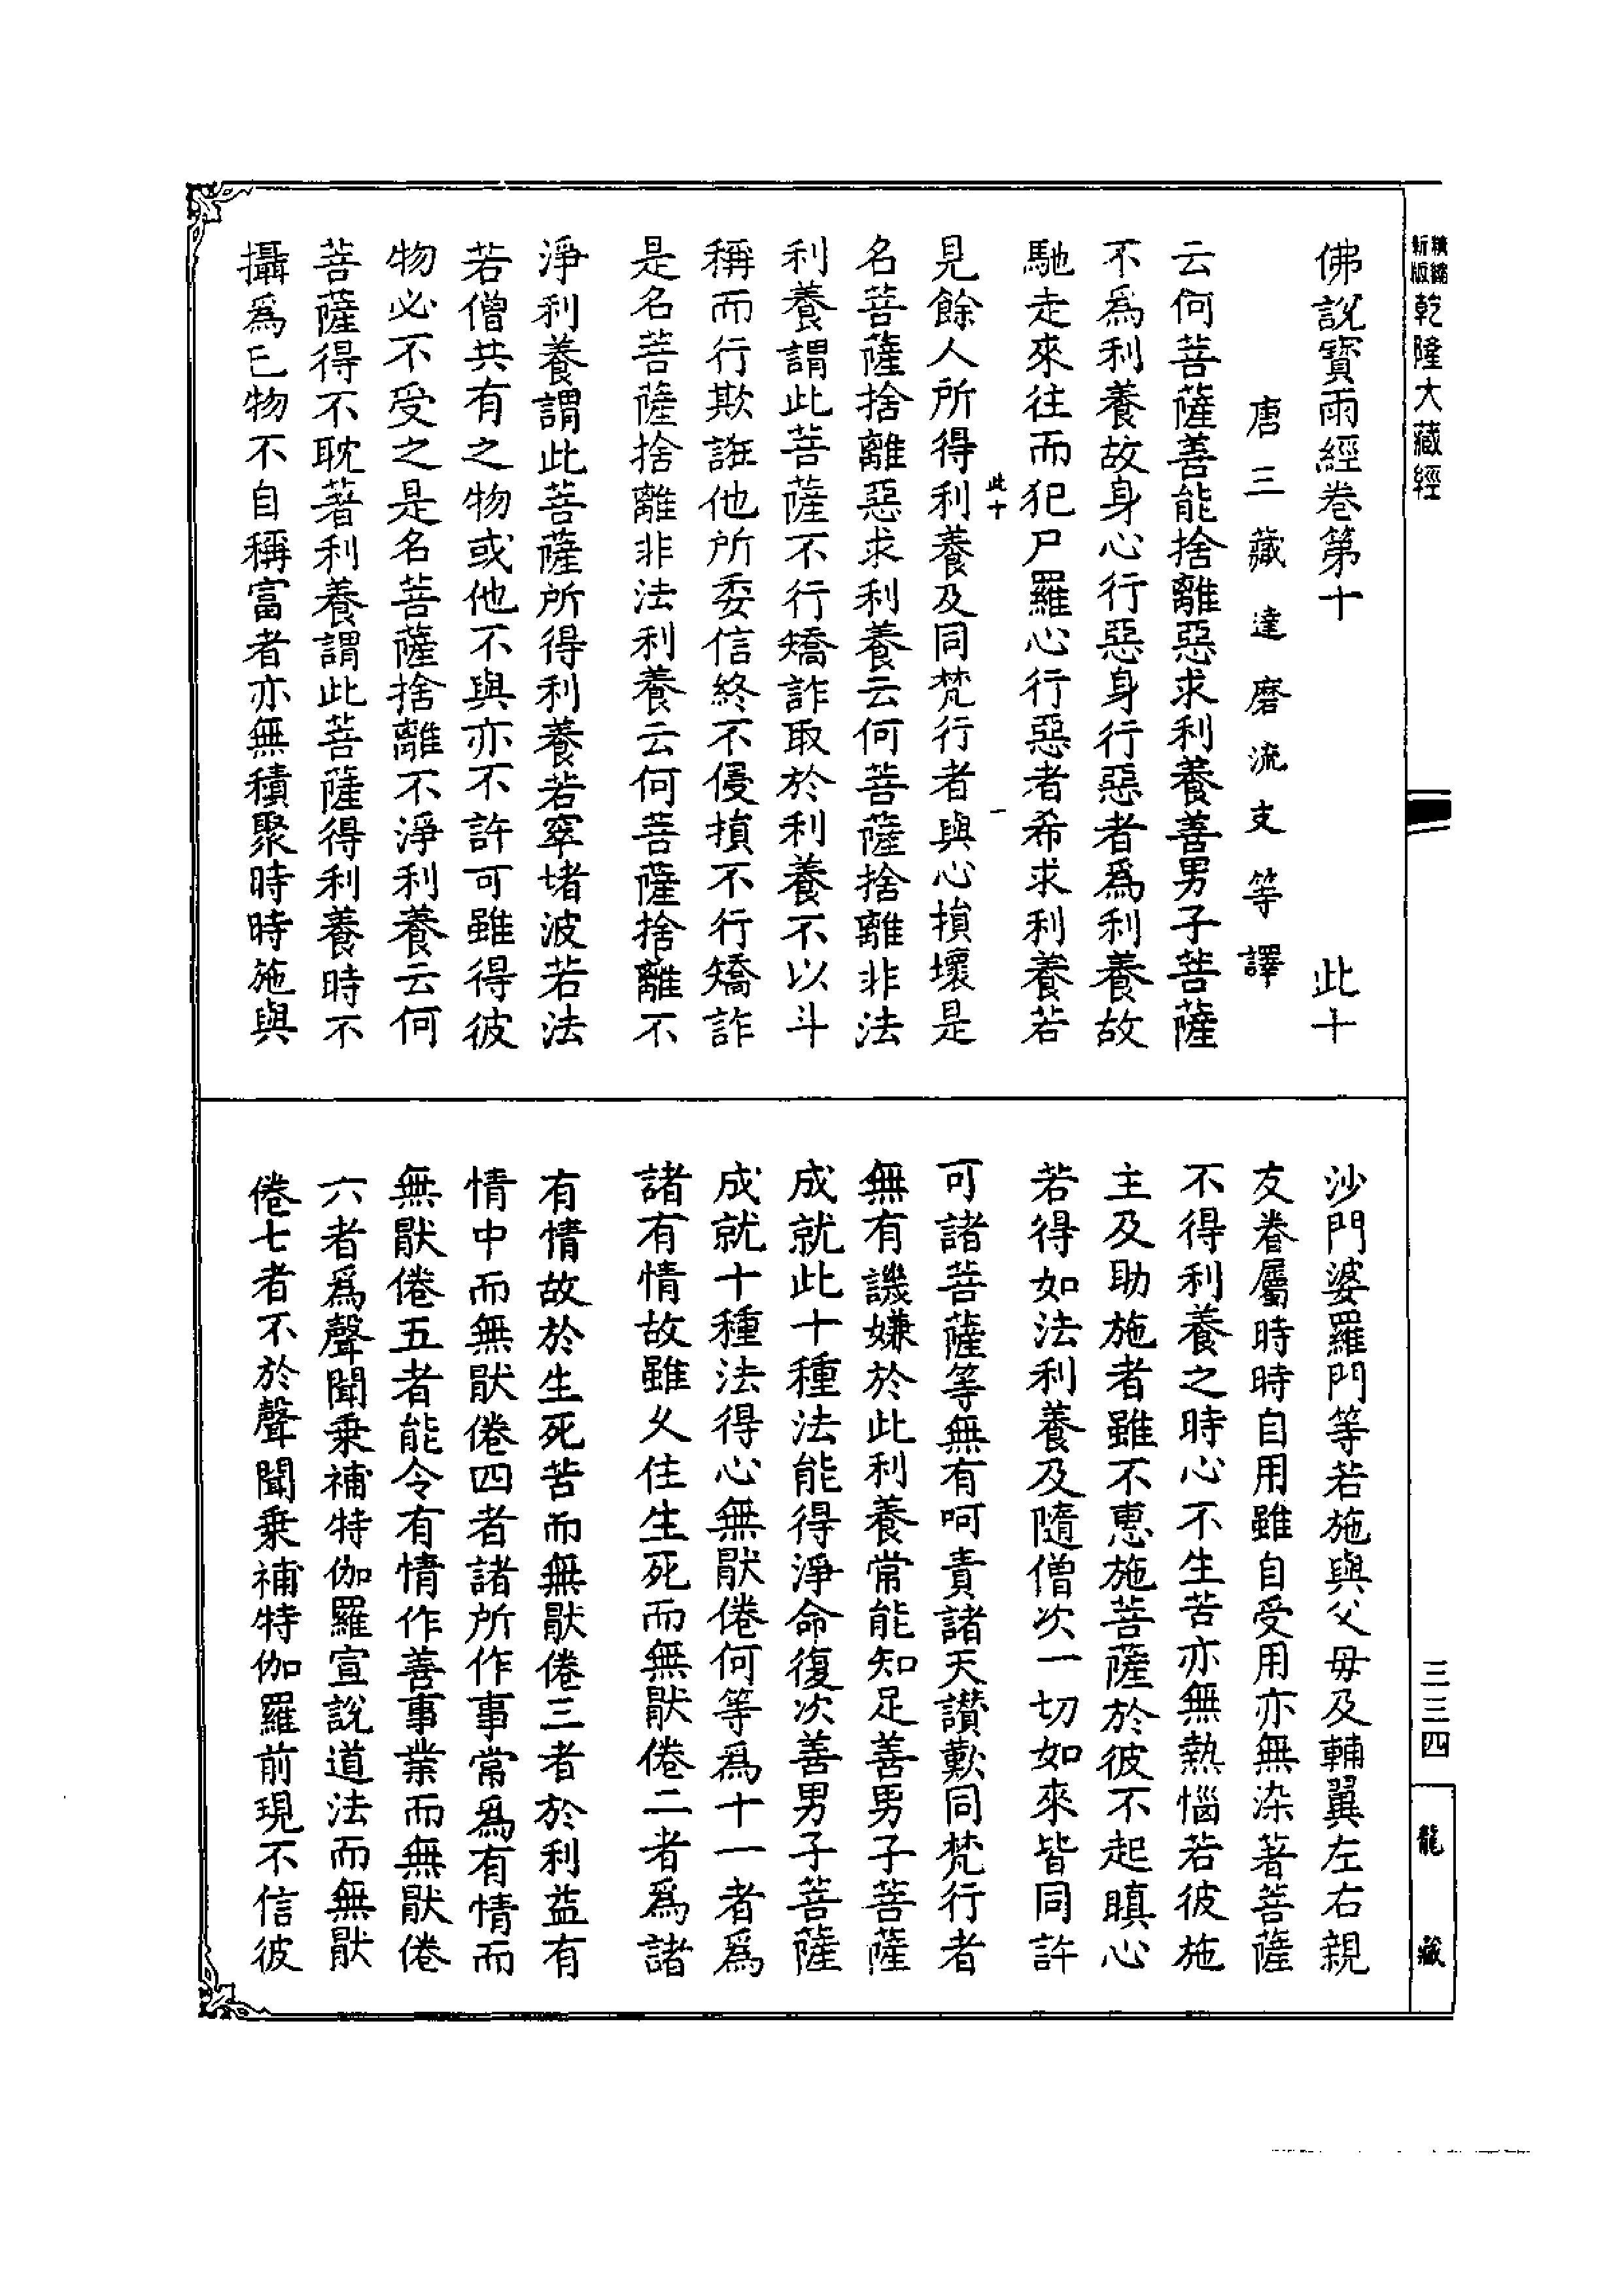 精縮
新版
乾隆大藏經
佛說寶雨經卷第十　此十
唐三藏達磨流支等譯
云何菩薩善能捨離惡求利養善男子菩薩
不爲利養故身心行惡身行惡者爲利養故
馳走來往而犯尸羅心行惡者希求利養若
此十　一
見餘人所得利養及同梵行者與心損壞是
名菩薩捨離惡求利養云何菩薩捨離非法
利養謂此菩薩不行矯詐取於利養不以斗
稱而行欺誑他所委信終不侵損不行矯詐
是名菩薩捨離非法利養云何菩薩捨離不
淨利養謂此菩薩所得利養若窣堵波若法
若僧共有之物或他不與亦不許可雖得彼
物必不受之是名菩薩捨離不淨利養云何
菩薩得不耽著利養謂此菩薩得利養時不
攝爲已物不自稱富者亦無積聚時時施與
沙門婆羅門等若施與父母及輔翼左右親
友眷屬時時自用雖自受用亦無染著菩薩
不得利養之時心不生苦亦無熱惱若彼施
主及助施者雖不惠施菩薩於彼不起瞋心
若得如法利養及隨僧次一切如來皆同許
可諸菩薩等無有呵責諸天讚歎同梵行者
無有譏嫌於此利養常能知足善男子菩薩
成就此十種法能得淨命復次善男子菩薩
成就十種法得心無猒倦何等爲十一者爲
諸有情故雖久住生死而無猒倦二者爲諸
有情故於生死苦而無猒倦三者於利益有
情中而無猒倦四者諸所作事常爲有情而
無猒倦五者能令有情作善事業而無猒倦
六者爲聲聞乗補特伽羅宣說道法而無猒
倦七者不於聲聞乗補特伽羅前現不信彼
三三四
龍藏